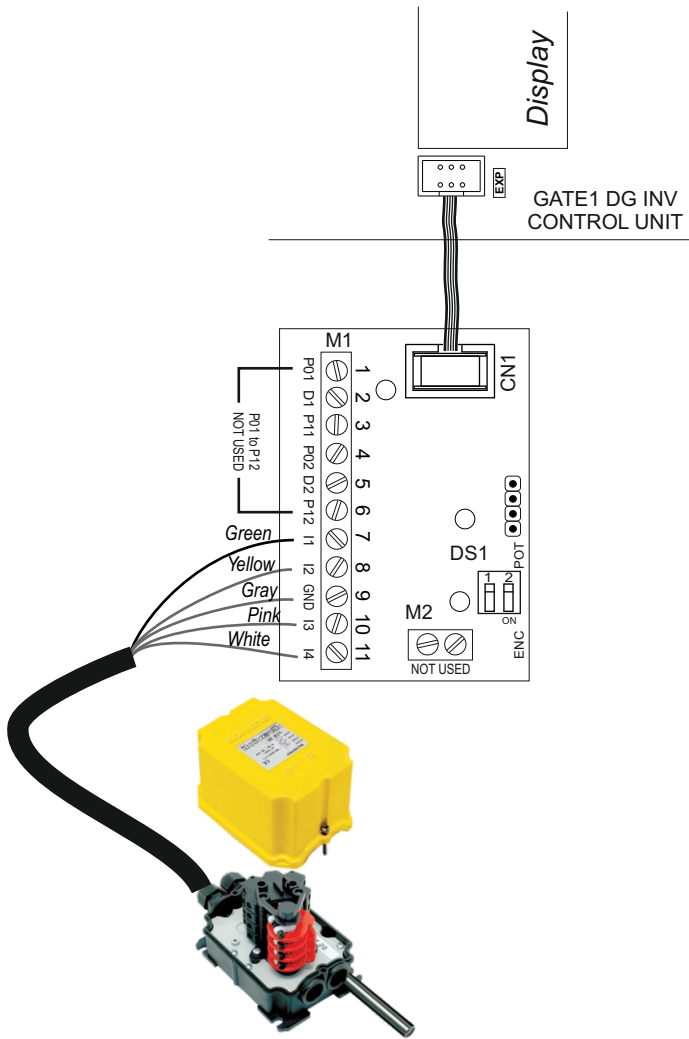 Display
EXP
GATE1 DG INV
CONTROL UNIT
M1
CN1
P01 1
D1 2
P11 3
P02 4
D2 5
P12 6
I1 7
I2 8
GND 9
I3 10
I4 11
P01 to P12
NOT USED
Green
Yellow
Gray
Pink
White
POT
DS1
1 2
ON
ENC
M2
NOT USED